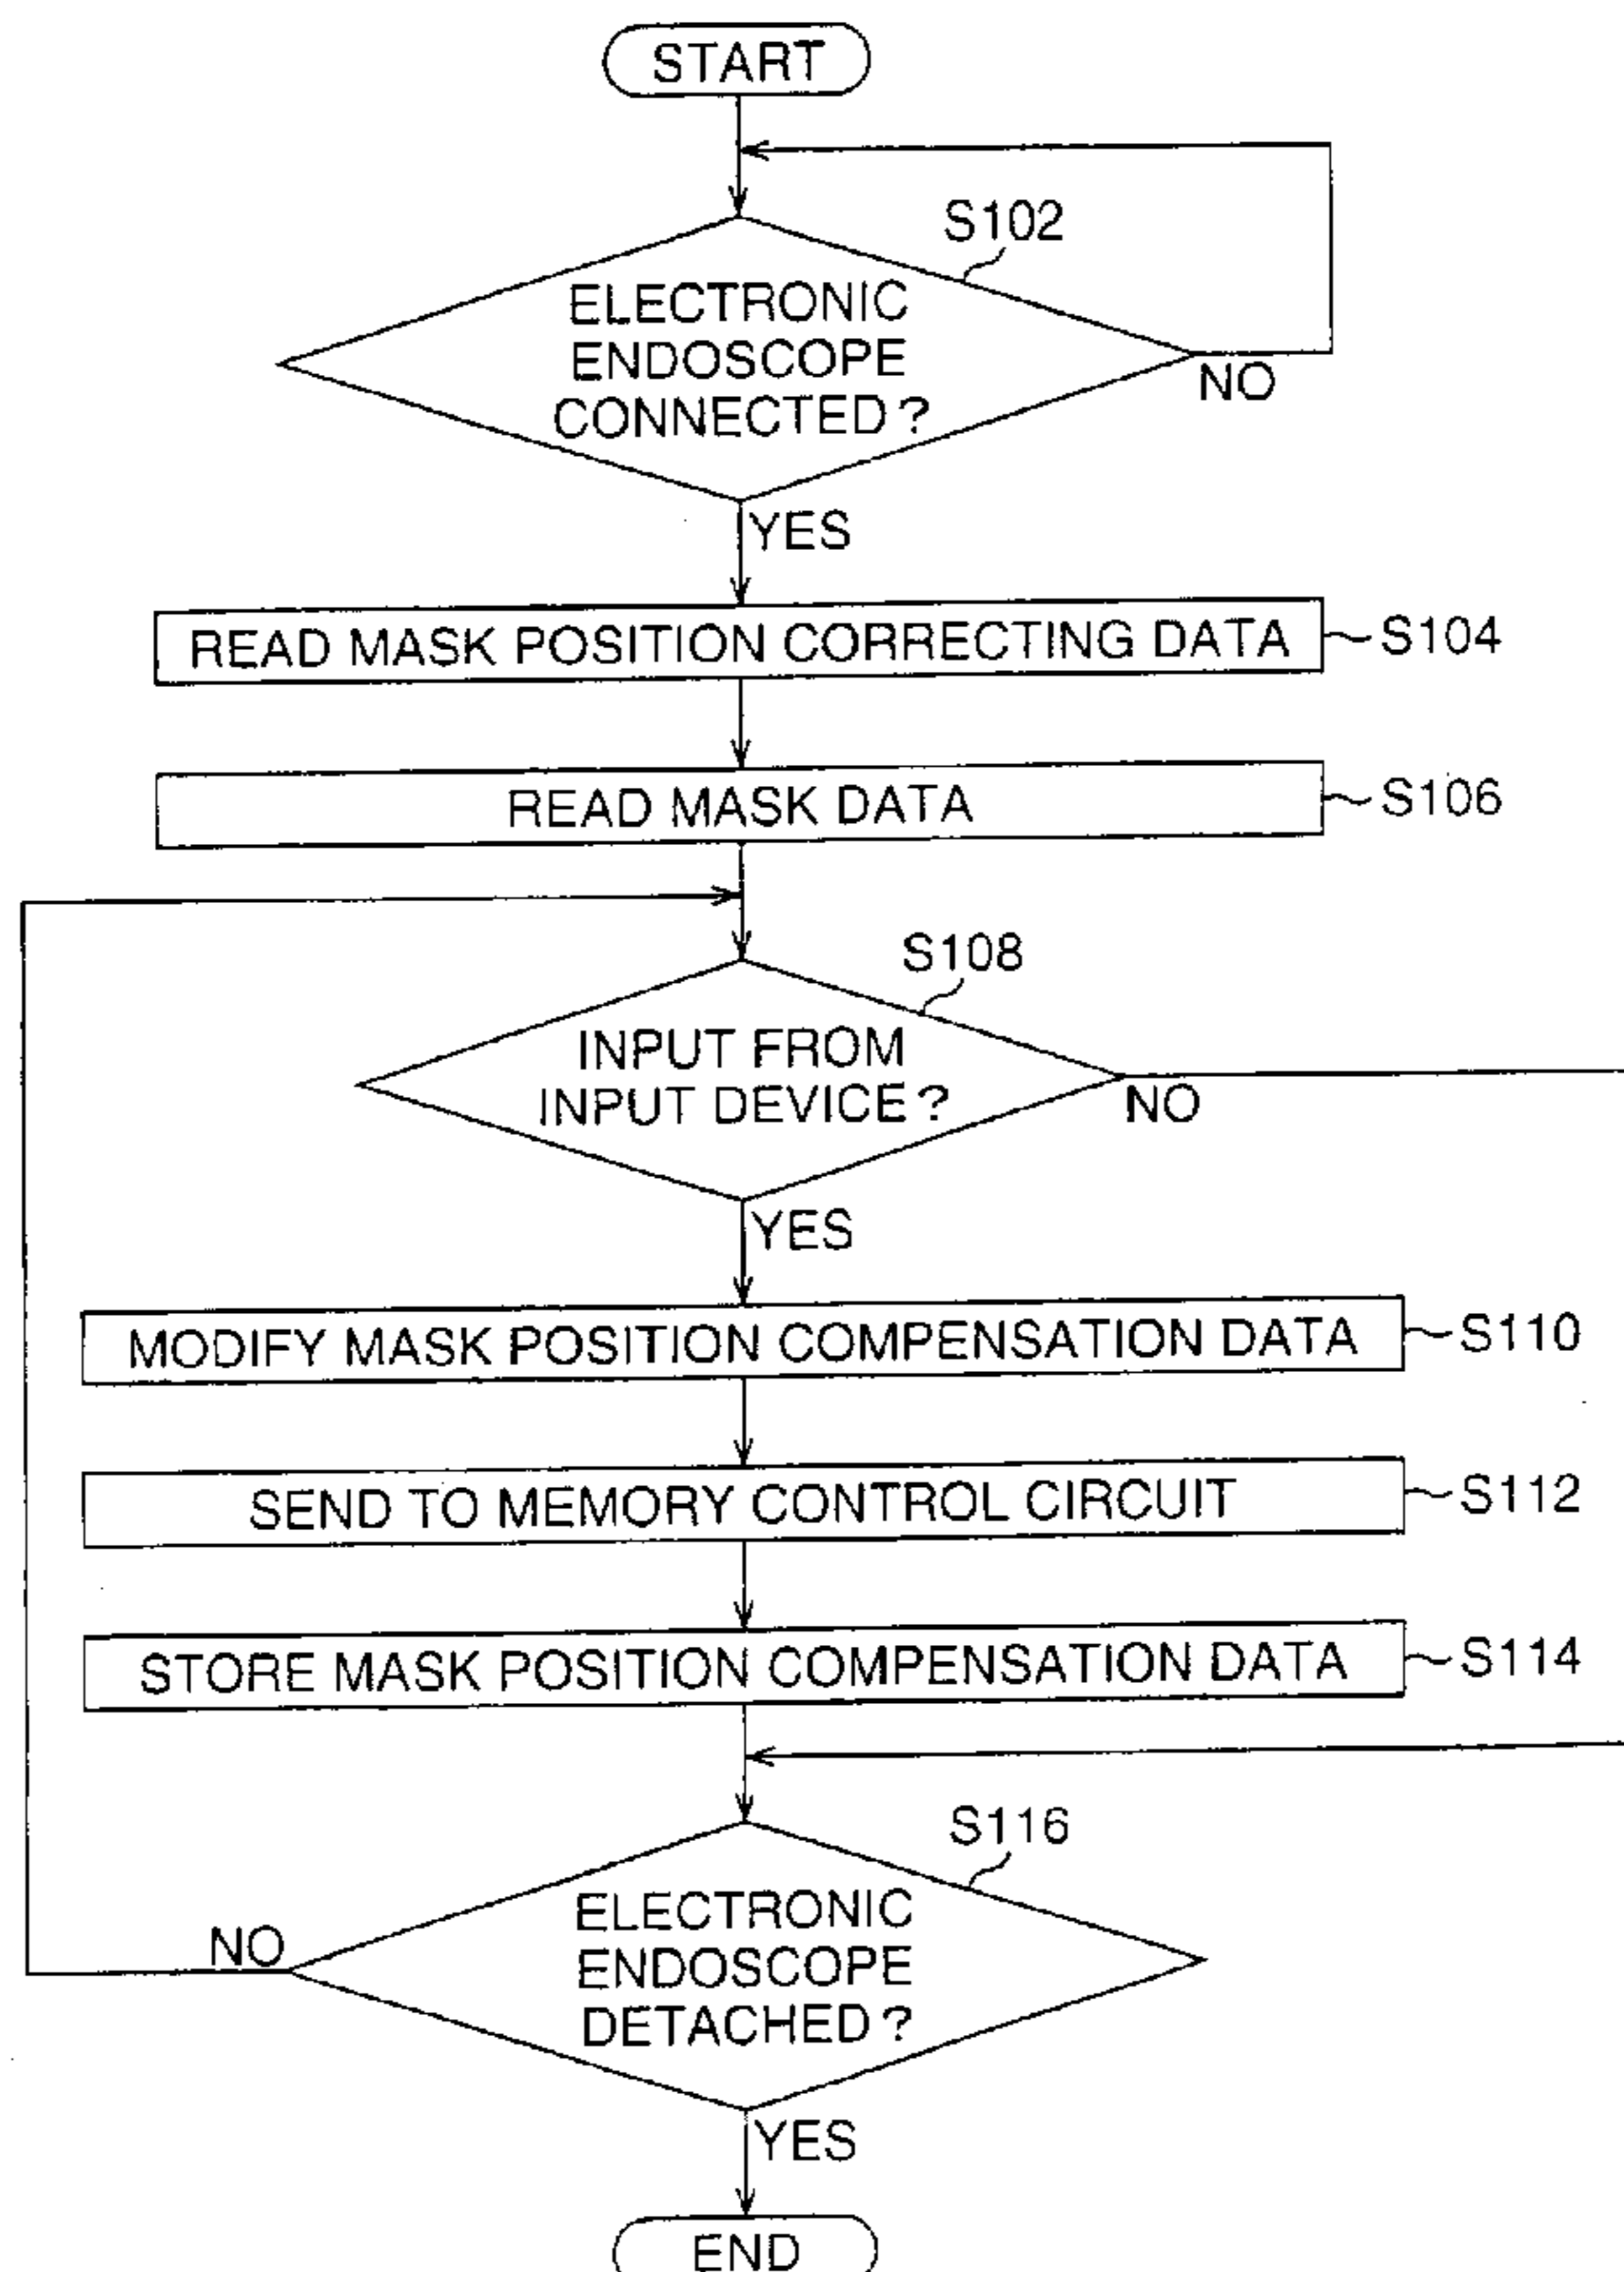 START
S102
ELECTRONIC
ENDOSCOPE
CONNECTED?
NO
YES
READ MASK POSITION CORRECTING DATA
S104
READ MASK DATA
S106
S108
INPUT FROM
INPUT DEVICE?
NO
YES
MODIFY MASK POSITION COMPENSATION DATA
S110
SEND TO MEMORY CONTROL CIRCUIT
S112
STORE MASK POSITION COMPENSATION DATA
S114
S116
ELECTRONIC
ENDOSCOPE
DETACHED?
NO
YES
END